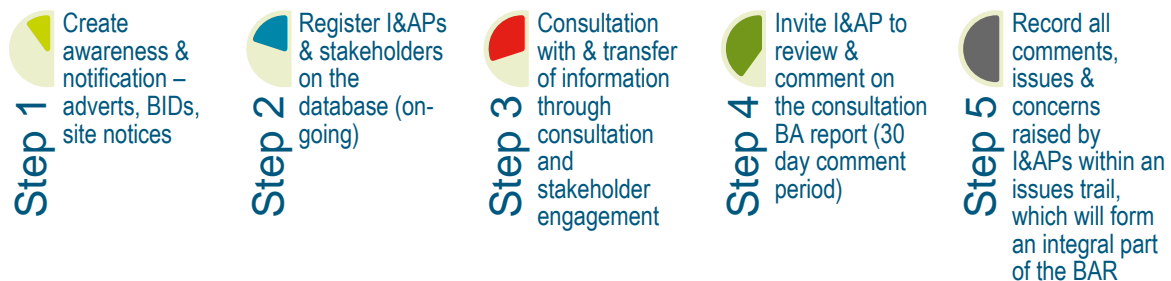 Step 1
Create
awareness &
notification –
adverts, BIDs,
site notices
Step 2
Register I&APs
& stakeholders
on the
database (on-
going)
Step 3
Consultation
with & transfer
of information
through
consultation
and
stakeholder
engagement
Step 4
Invite I&AP to
review &
comment on
the consultation
BA report (30
day comment
period)
Step 5
Record all
comments,
issues &
concerns
raised by
I&APs within an
issues trail,
which will form
an integral part
of the BAR